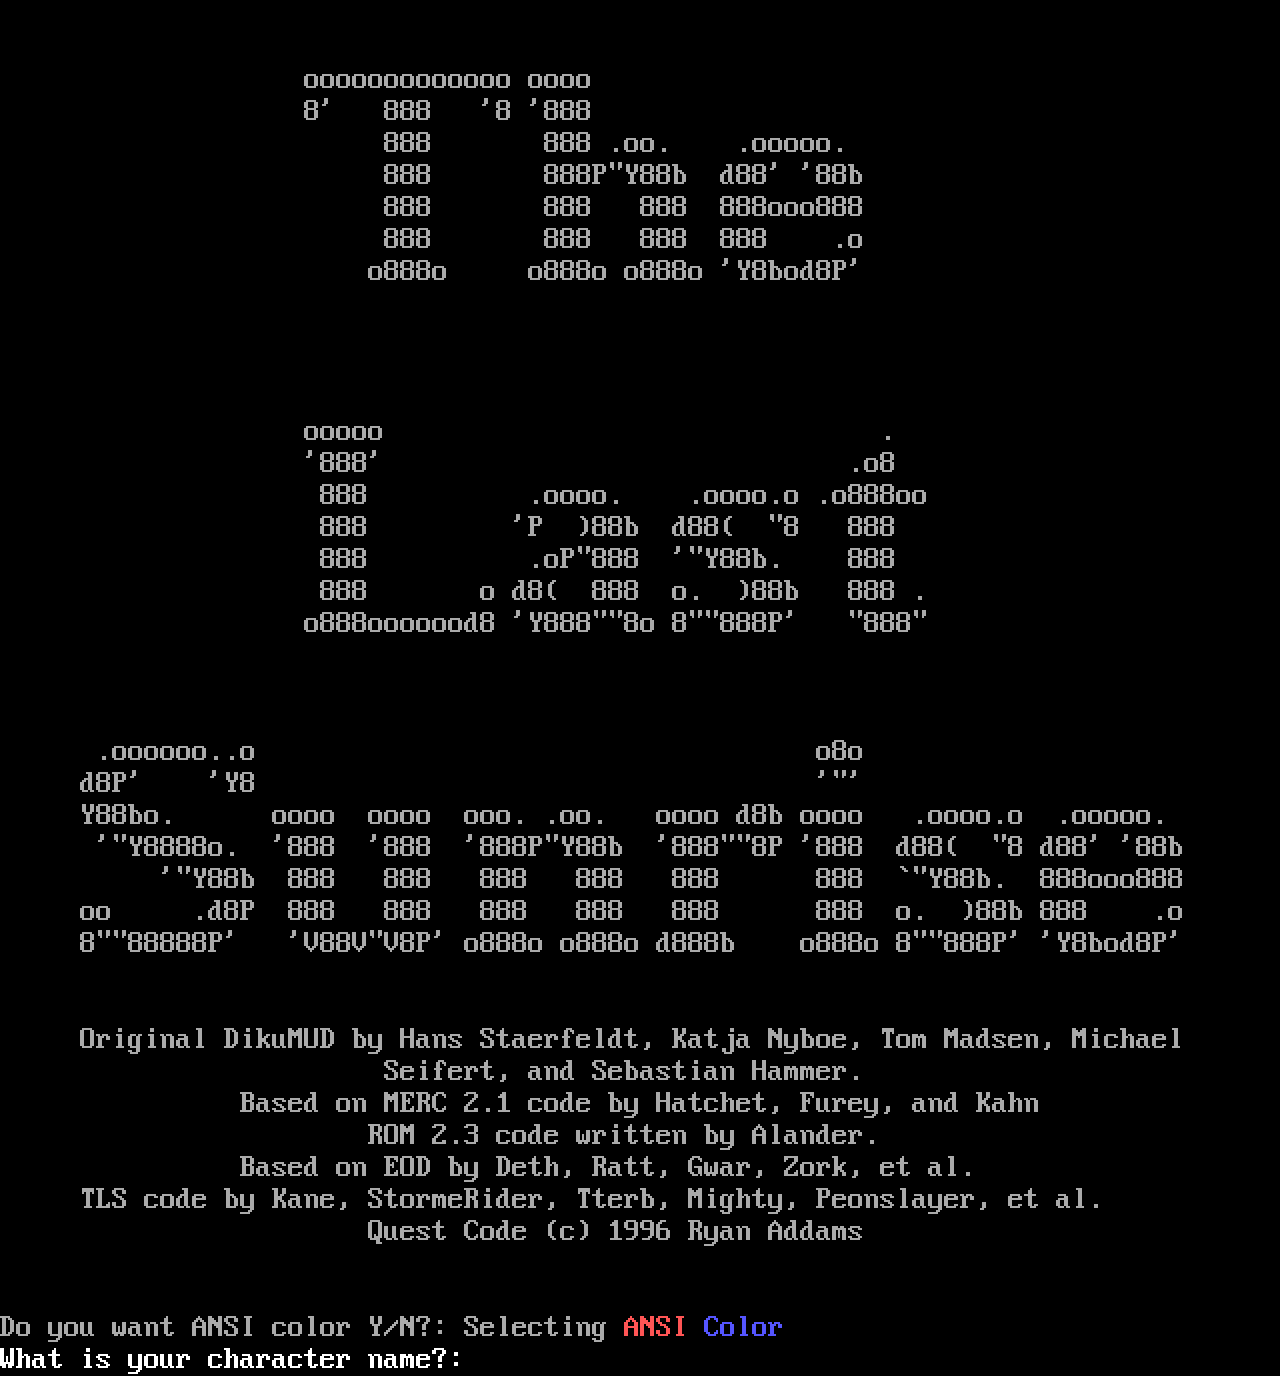 The
Last
Sunrise
Original DikuMUD by Hans Staerfeldt, Katja Nyboe, Tom Madsen, Michael
Seifert, and Sebastian Hammer.
Based on MERC 2.1 code by Hatchet, Furey, and Kahn
ROM 2.3 code written by Alander.
Based on EOD by Deth, Ratt, Gwar, Zork, et al.
TLS code by Kane, StormeRider, Tterb, Mighty, Peonslayer, et al.
Quest Code (c) 1996 Ryan Addams
Do you want ANSI color Y/N?: Selecting ANSI Color
What is your character name?: